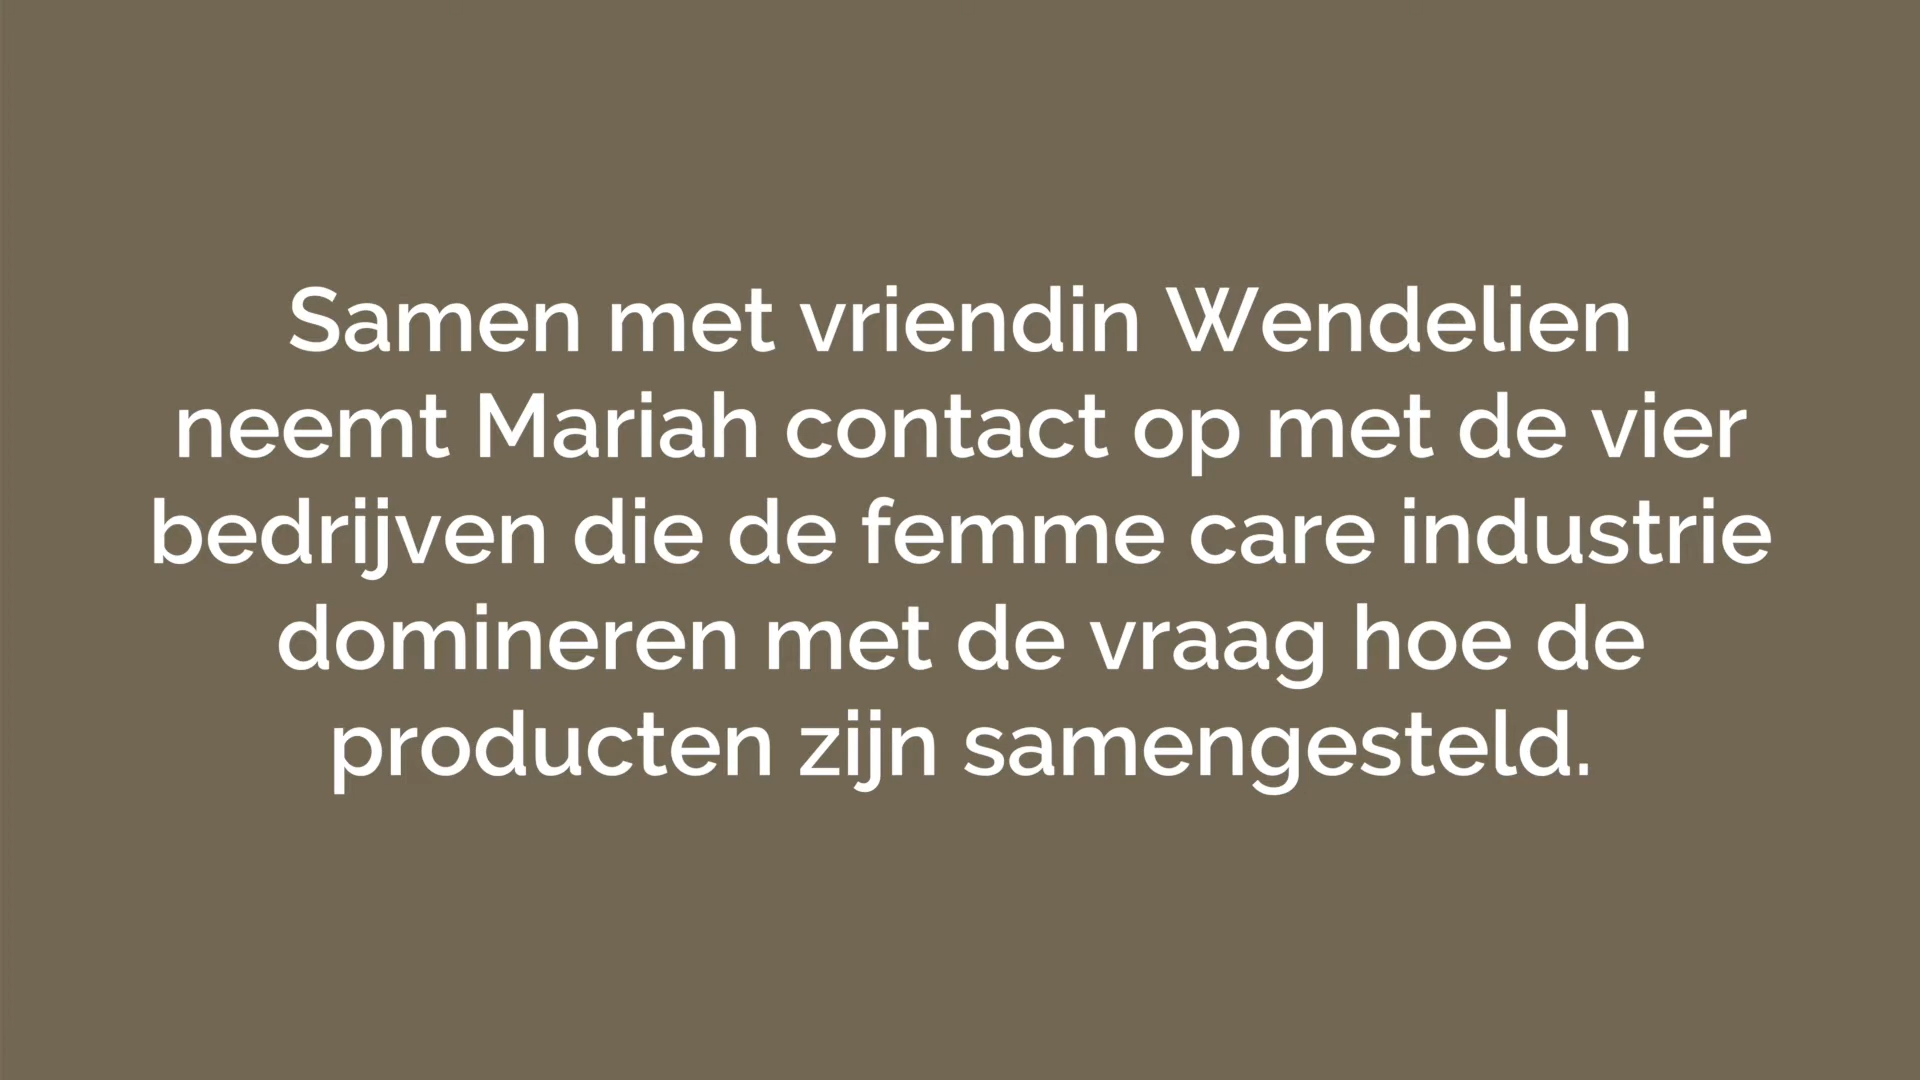 Samen met vriendin Wendelien
neemt Mariah contact op met de vier
bedrijven die de femme care industrie
domineren met de vraag hoe de
producten zijn samengesteld.